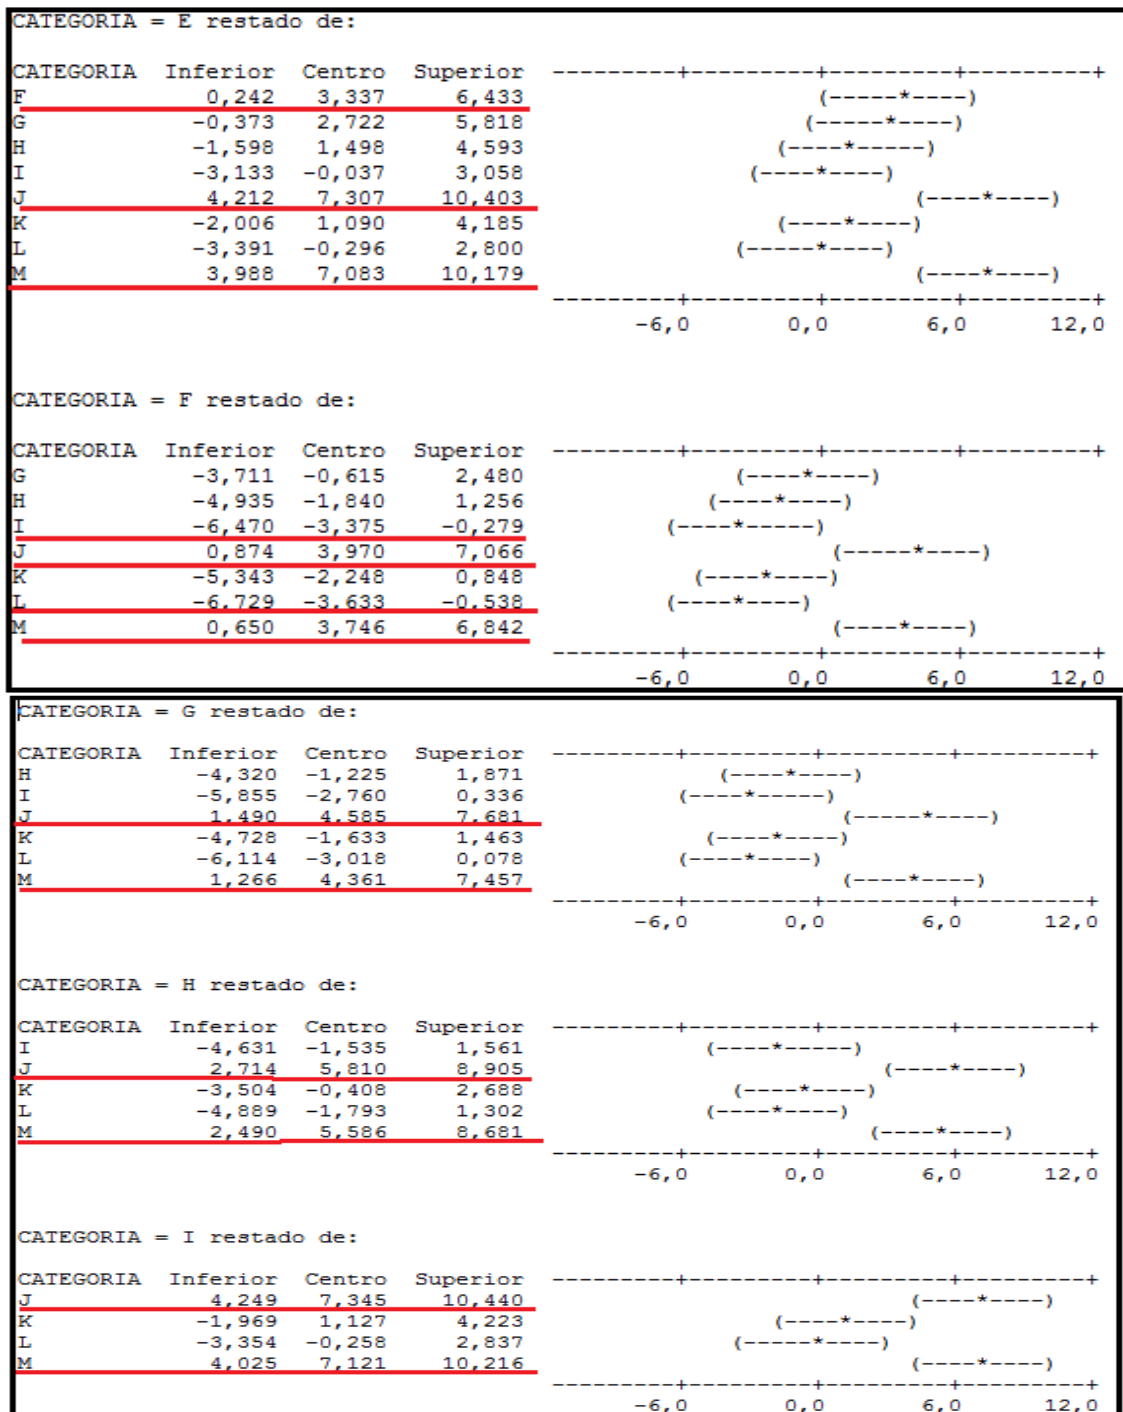 CATEGORIA = E restado de:
CATEGORIA Inferior Centro Superior ---------+---------+---------+---------+
F 0,242 3,337 6,433 (-----*----)
G -0,373 2,722 5,818 (-----*----)
H -1,598 1,498 4,593 (----*-----)
I -3,133 -0,037 3,058 (----*----)
J 4,212 7,307 10,403 (----*----)
K -2,006 1,090 4,185 (----*----)
L -3,391 -0,296 2,800 (-----*----)
M 3,988 7,083 10,179 (----*----)
---------+---------+---------+---------+
-6,0 0,0 6,0 12,0
CATEGORIA = F restado de:
CATEGORIA Inferior Centro Superior ---------+---------+---------+---------+
G -3,711 -0,615 2,480 (----*----)
H -4,935 -1,840 1,256 (----*----)
I -6,470 -3,375 -0,279 (----*-----)
J 0,874 3,970 7,066 (-----*----)
K -5,343 -2,248 0,848 (----*----)
L -6,729 -3,633 -0,538 (----*----)
M 0,650 3,746 6,842 (----*----)
---------+---------+---------+---------+
-6,0 0,0 6,0 12,0
CATEGORIA = G restado de:
CATEGORIA Inferior Centro Superior ---------+---------+---------+---------+
H -4,320 -1,225 1,871 (----*----)
I -5,855 -2,760 0,336 (----*-----)
J 1,490 4,585 7,681 (-----*----)
K -4,728 -1,633 1,463 (----*----)
L -6,114 -3,018 0,078 (----*----)
M 1,266 4,361 7,457 (----*----)
---------+---------+---------+---------+
-6,0 0,0 6,0 12,0
CATEGORIA = H restado de:
CATEGORIA Inferior Centro Superior ---------+---------+---------+---------+
I -4,631 -1,535 1,561 (----*-----)
J 2,714 5,810 8,905 (----*----)
K -3,504 -0,408 2,688 (----*----)
L -4,889 -1,793 1,302 (----*----)
M 2,490 5,586 8,681 (----*----)
---------+---------+---------+---------+
-6,0 0,0 6,0 12,0
CATEGORIA = I restado de:
CATEGORIA Inferior Centro Superior ---------+---------+---------+---------+
J 4,249 7,345 10,440 (----*----)
K -1,969 1,127 4,223 (----*----)
L -3,354 -0,258 2,837 (-----*----)
M 4,025 7,121 10,216 (----*----)
---------+---------+---------+---------+
-6,0 0,0 6,0 12,0